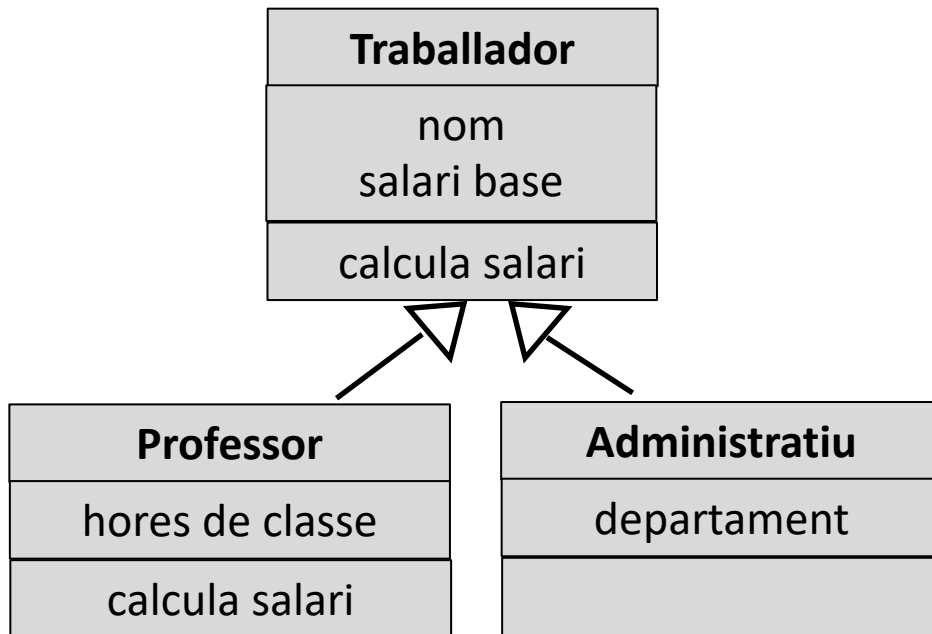 Traballador
nom
salari base
calcula salari
Professor
hores de classe
calcula salari
Administratiu
departament